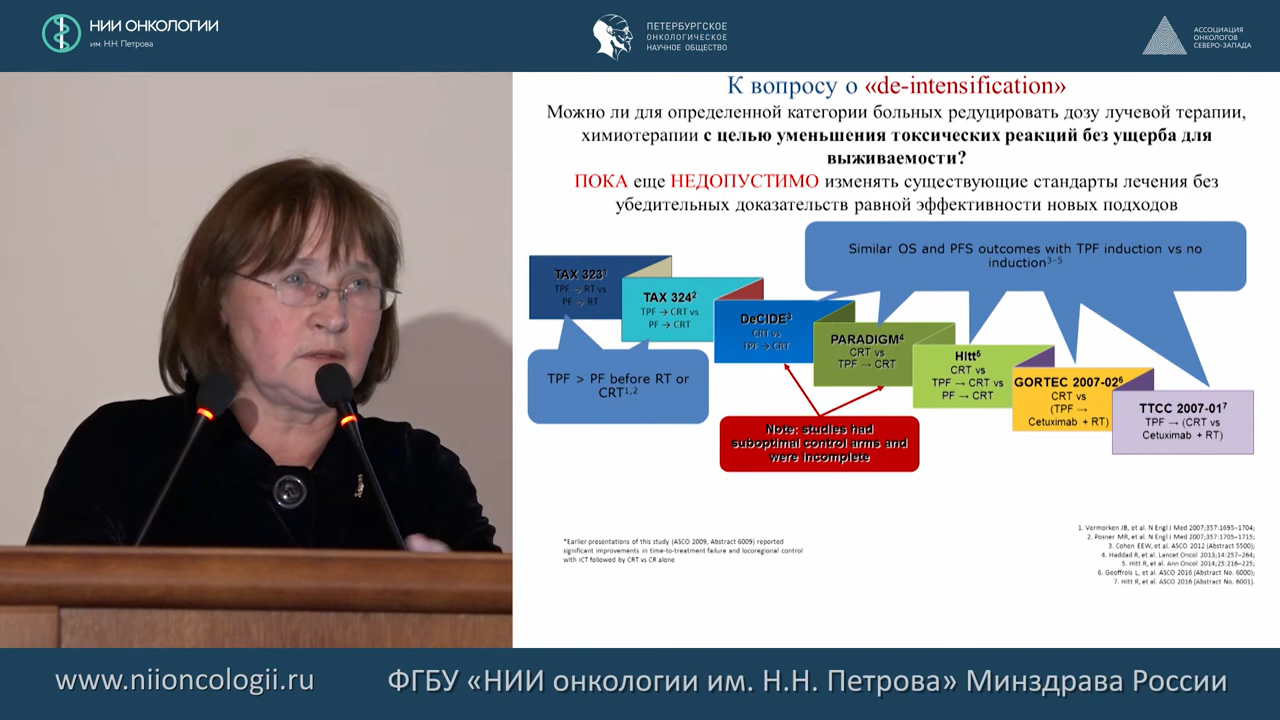 НИИ ОНКОЛОГИИ
им. Н.Н. Петрова
ПЕТЕРБУРГСКОЕ
ОНКОЛОГИЧЕСКОЕ
НАУЧНОЕ ОБЩЕСТВО
АССОЦИАЦИЯ
ОНКОЛОГОВ
СЕВЕРО-ЗАПАДА
К вопросу о «de-intensification»
Можно ли для определенной категории больных редуцировать дозу лучевой терапии,
химиотерапии с целью уменьшения токсических реакций без ущерба для
выживаемости?
ПОКА еще НЕДОПУСТИМО изменять существующие стандарты лечения без
убедительных доказательств равной эффективности новых подходов
Similar OS and PFS outcomes with TPF induction vs no
induction3–5
TAX 323¹
TPF → RT vs
PF → RT
TAX 324²
TPF → CRT vs
PF → CRT
DeCIDE³
CRT vs
TPF → CRT
PARADIGM⁴
CRT vs
TPF → CRT
Hitt⁵
CRT vs
TPF → CRT vs
PF → CRT
GORTEC 2007-02⁶
CRT vs
(TPF →
Cetuximab + RT)
TTCC 2007-01⁷
TPF → (CRT vs
Cetuximab + RT)
TPF > PF before RT or
CRT1,2
Note: studies had
suboptimal control arms and
were incomplete
*Earlier presentations of this study (ASCO 2009, Abstract 6009) reported
significant improvements in time-to-treatment failure and locoregional control
with ICT followed by CRT vs CR alone
1. Vermorken JB, et al. N Engl J Med 2007;357:1695–1704;
2. Posner MR, et al. N Engl J Med 2007;357:1705–1715;
3. Cohen EEW, et al. ASCO 2012 (Abstract 5500);
4. Haddad R, et al. Lancet Oncol 2013;14:257–264;
5. Hitt R, et al. Ann Oncol 2014;25:216–225;
6. Geoffrois L, et al. ASCO 2016 (Abstract No. 6000);
7. Hitt R, et al. ASCO 2016 (Abstract No. 6001).
www.niioncologii.ru
ФГБУ «НИИ онкологии им. Н.Н. Петрова» Минздрава России